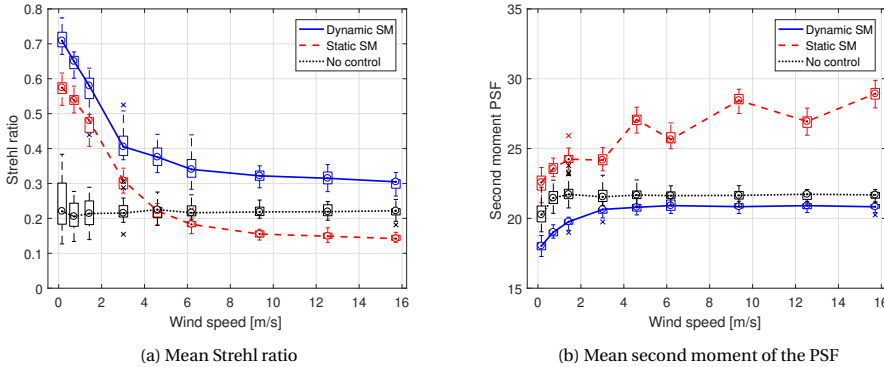 Dynamic SM
Static SM
No control
0.8
0.7
0.6
0.5
0.4
0.3
0.2
0.1
0
Strehl ratio
0 2 4 6 8 10 12 14 16
Wind speed [m/s]
(a) Mean Strehl ratio
Dynamic SM
Static SM
No control
35
30
25
20
15
Second moment PSF
0 2 4 6 8 10 12 14 16
Wind speed [m/s]
(b) Mean second moment of the PSF